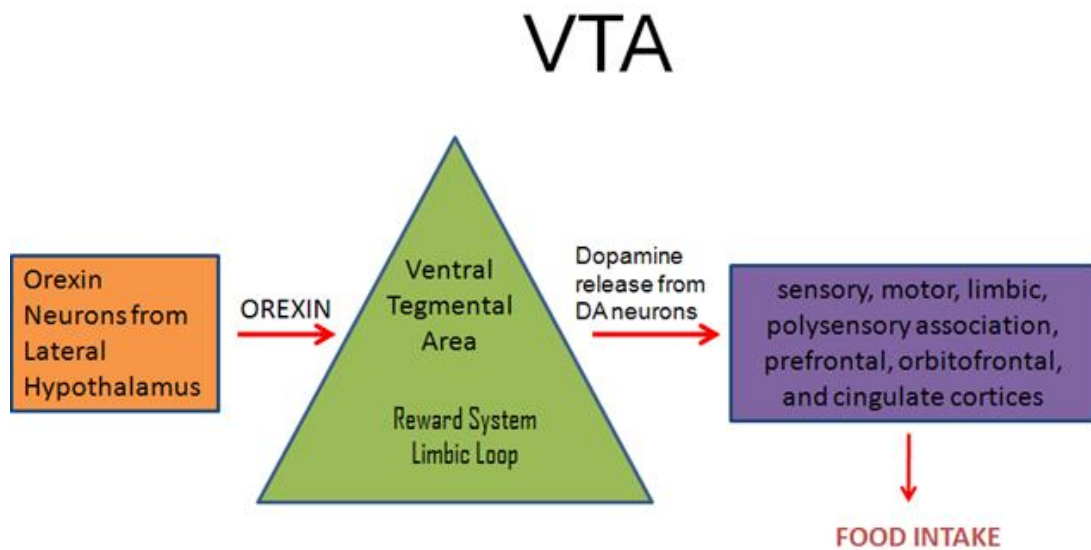 VTA
Orexin
Neurons from
Lateral
Hypothalamus
OREXIN
Ventral
Tegmental
Area
Reward System
Limbic Loop
Dopamine
release from
DA neurons
sensory, motor, limbic,
polysensory association,
prefrontal, orbitofrontal,
and cingulate cortices
FOOD INTAKE